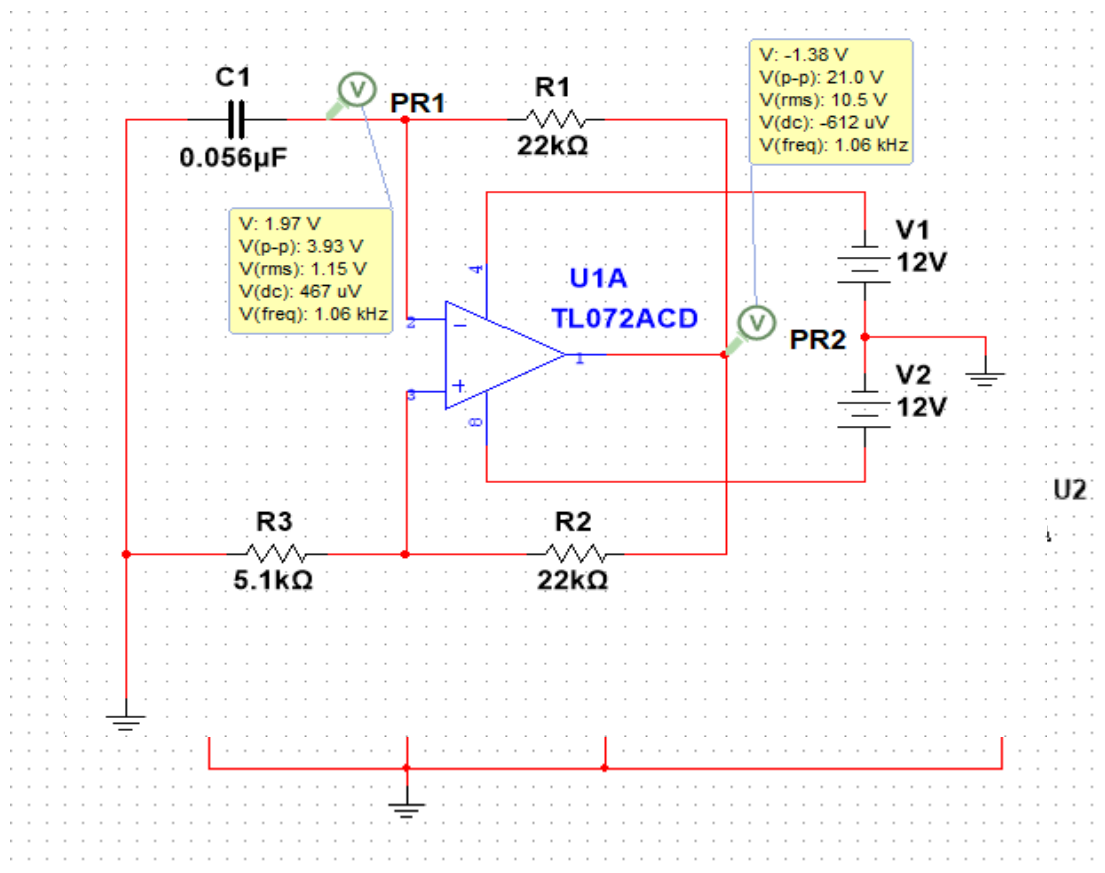 C1
0.056µF
V
PR1
R1
22kΩ
V: -1.38 V
V(p-p): 21.0 V
V(rms): 10.5 V
V(dc): -612 uV
V(freq): 1.06 kHz
V: 1.97 V
V(p-p): 3.93 V
V(rms): 1.15 V
V(dc): 467 uV
V(freq): 1.06 kHz
4
U1A
TL072ACD
2
3
1
8
V
PR2
V1
12V
V2
12V
U2
R3
5.1kΩ
R2
22kΩ